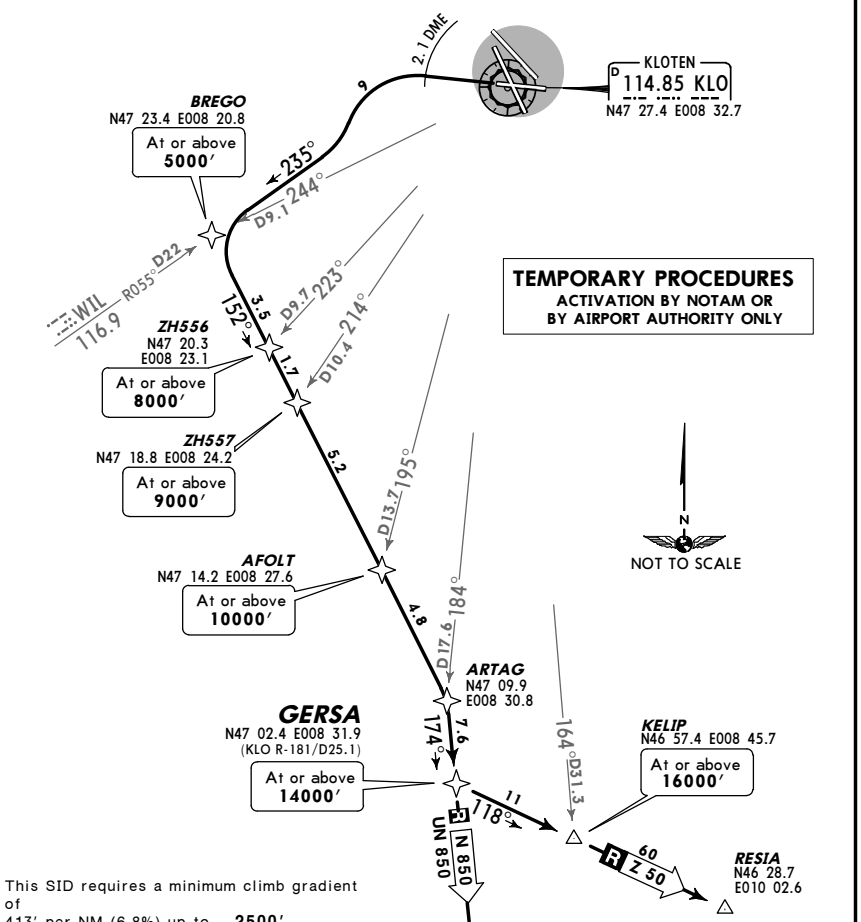 2.1 DME
9
KLOTEN
D 114.85 KLO
N47 27.4 E008 32.7
BREGO
N47 23.4 E008 20.8
At or above
5000'
235°
D9.1 244°
WIL
116.9
R055° D22
3.5
152°
D9.7 223°
TEMPORARY PROCEDURES
ACTIVATION BY NOTAM OR
BY AIRPORT AUTHORITY ONLY
ZH556
N47 20.3
E008 23.1
At or above
8000'
1.7
D10.4 214°
ZH557
N47 18.8 E008 24.2
At or above
9000'
5.2
D13.7 195°
N
NOT TO SCALE
AFOLT
N47 14.2 E008 27.6
At or above
10000'
4.8
D17.6 184°
ARTAG
N47 09.9
E008 30.8
GERSA
N47 02.4 E008 31.9
(KLO R-181/D25.1)
At or above
14000'
174°
7.6
164° D31.3
KELIP
N46 57.4 E008 45.7
At or above
16000'
11
118°
R
UN 850
N 850
R
60
Z 50
RESIA
N46 28.7
E010 02.6
This SID requires a minimum climb gradient
of
413' per NM (6.8%) up to 2500'